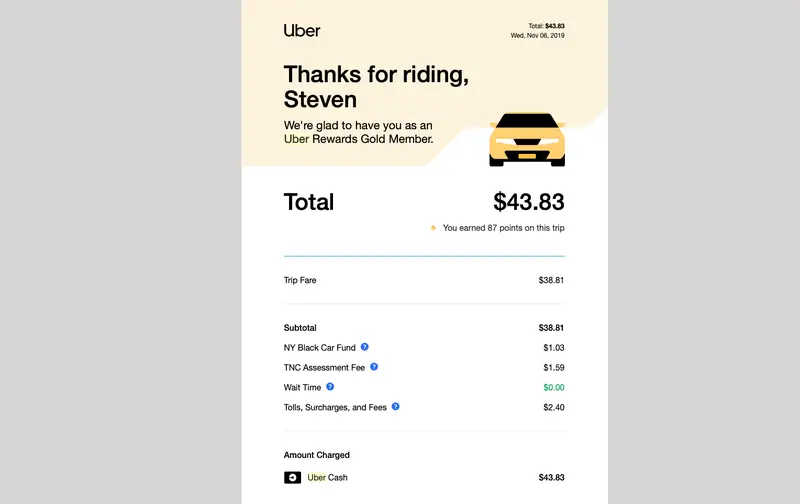 Uber
Total: $43.83
Wed, Nov 06, 2019
Thanks for riding,
Steven
We're glad to have you as an
Uber Rewards Gold Member.
Total $43.83
You earned 87 points on this trip
Trip Fare $38.81
Subtotal $38.81
NY Black Car Fund ? $1.03
TNC Assessment Fee ? $1.59
Wait Time ? $0.00
Tolls, Surcharges, and Fees ? $2.40
Amount Charged
Uber Cash $43.83